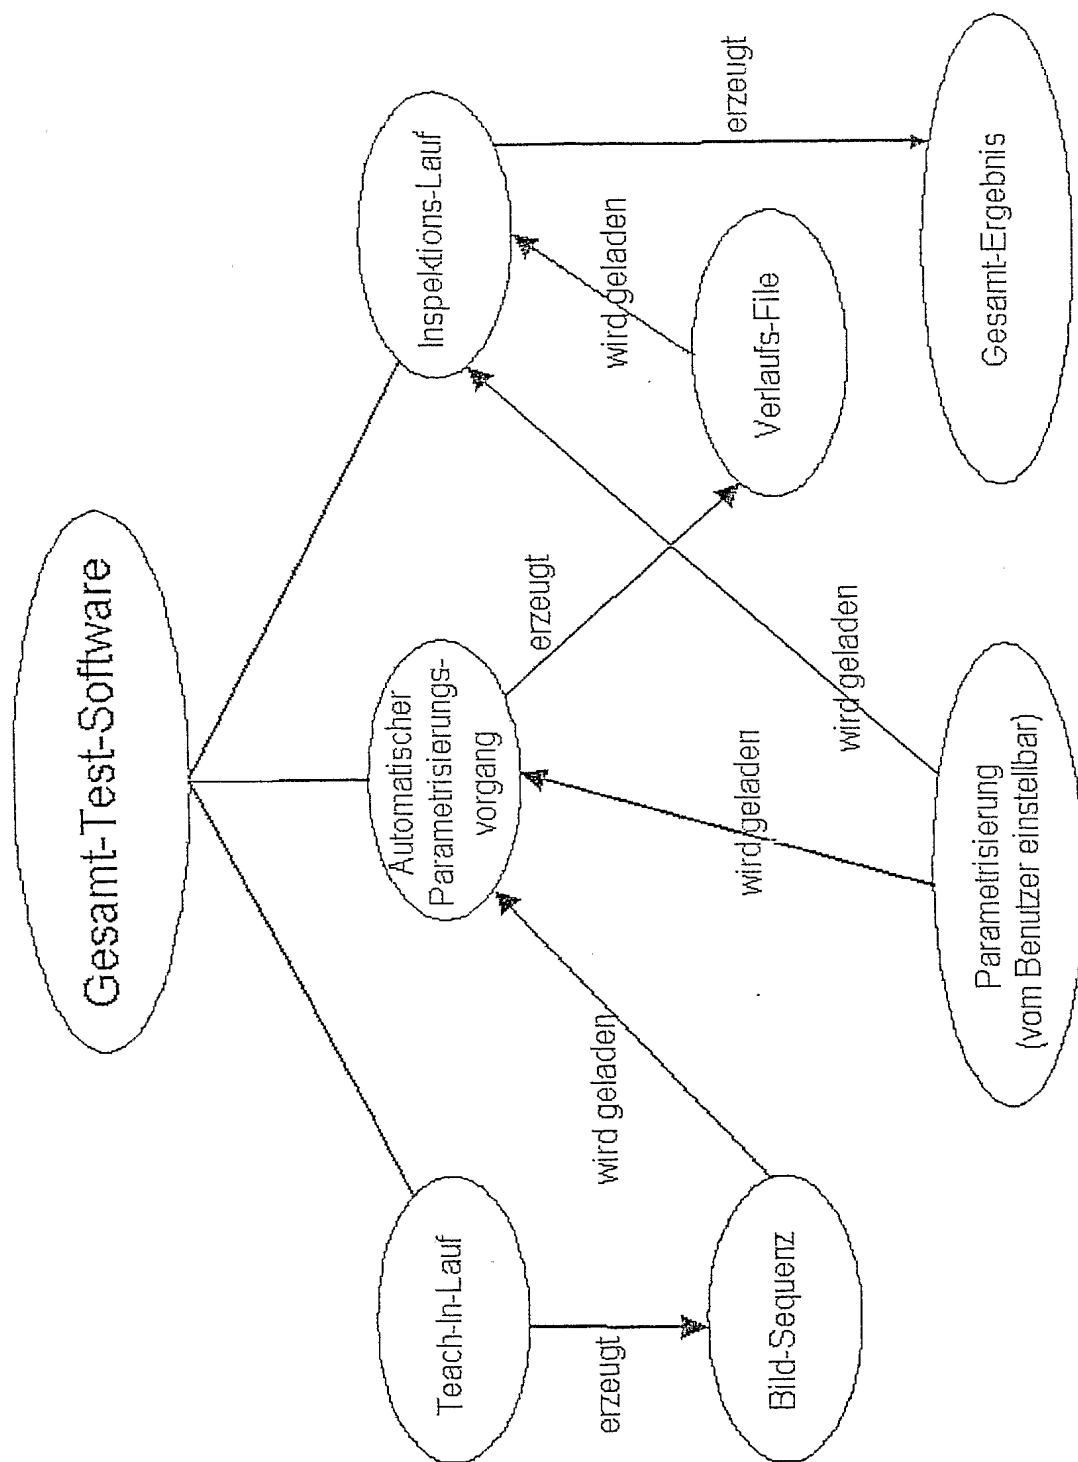 Gesamt-Test-Software
Teach-In-Lauf
Automatischer
Parametrisierungs-
vorgang
Inspektions-Lauf
erzeugt
wird geladen
erzeugt
wird geladen
erzeugt
Bild-Sequenz
wird geladen
wird geladen
Verlaufs-File
Parametrisierung
(vom Benutzer einstellbar)
Gesamt-Ergebnis